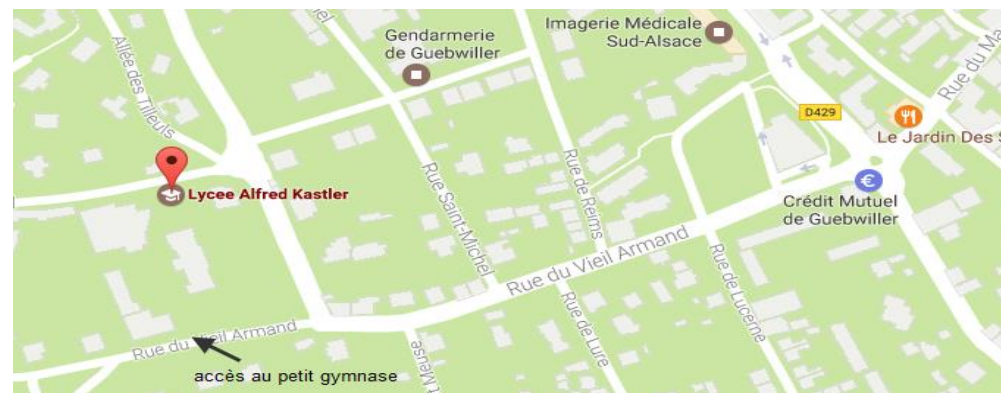 Allée des Tilleuls
Gendarmerie
de Guebwiller
Imagerie Médicale
Sud-Alsace
D429
Rue du
Le Jardin Des
Lycee Alfred Kastler
Rue Saint-Michel
Rue de Reims
Crédit Mutuel
de Guebwiller
Rue du Vieil Armand
Rue de Lucerne
Rue de Lure
Rue du Vieil Armand
accès au petit gymnase